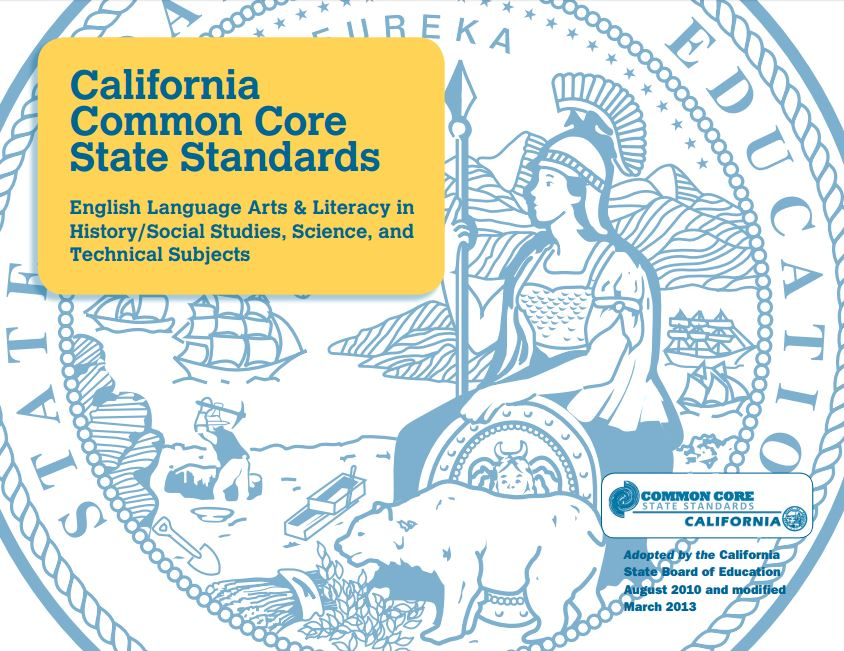 EUREKA
STATE
EDUCATIO
California
Common Core
State Standards
English Language Arts & Literacy in
History/Social Studies, Science, and
Technical Subjects
COMMON CORE
STATE STANDARDS
CALIFORNIA
Adopted by the California
State Board of Education
August 2010 and modified
March 2013